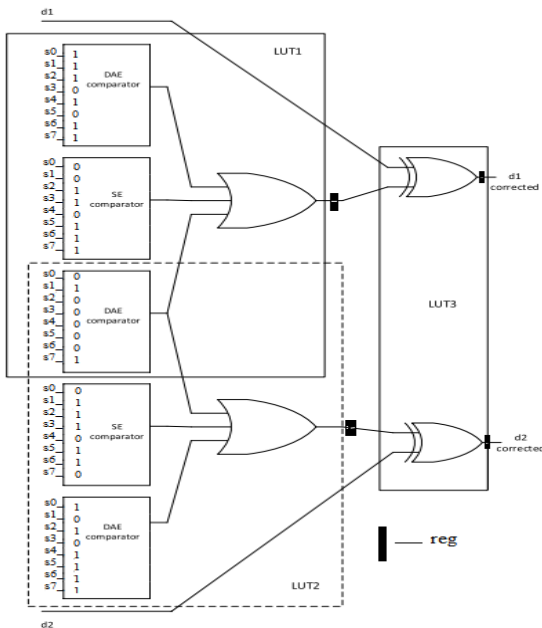 d1
LUT1
s0 1
s1 1
s2 1
s3 0
s4 1
s5 0
s6 1
s7 1
DAE
comparator
s0 0
s1 0
s2 1
s3 1
s4 0
s5 1
s6 1
s7 1
SE
comparator
s0 0
s1 1
s2 0
s3 0
s4 0
s5 0
s6 0
s7 1
DAE
comparator
s0 0
s1 1
s2 1
s3 1
s4 0
s5 1
s6 1
s7 0
SE
comparator
s0 1
s1 0
s2 1
s3 0
s4 1
s5 1
s6 1
s7 1
DAE
comparator
LUT2
d2
LUT3
d1
corrected
d2
corrected
reg